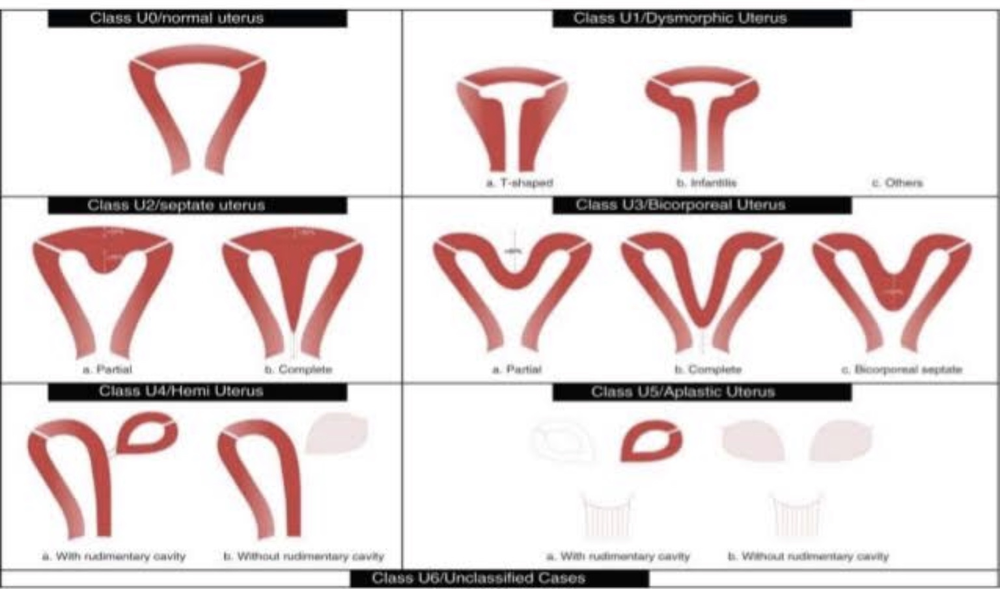 Class U0/normal uterus
Class U1/Dysmorphic Uterus
a. T-shaped
b. Infantilis
c. Others
Class U2/septate uterus
Class U3/Bicorporeal Uterus
a. Partial
b. Complete
a. Partial
b. Complete
c. Bicorporeal septate
Class U4/Hemi Uterus
Class U5/Aplastic Uterus
a. With rudimentary cavity
b. Without rudimentary cavity
a. With rudimentary cavity
b. Without rudimentary cavity
Class U6/Unclassified Cases